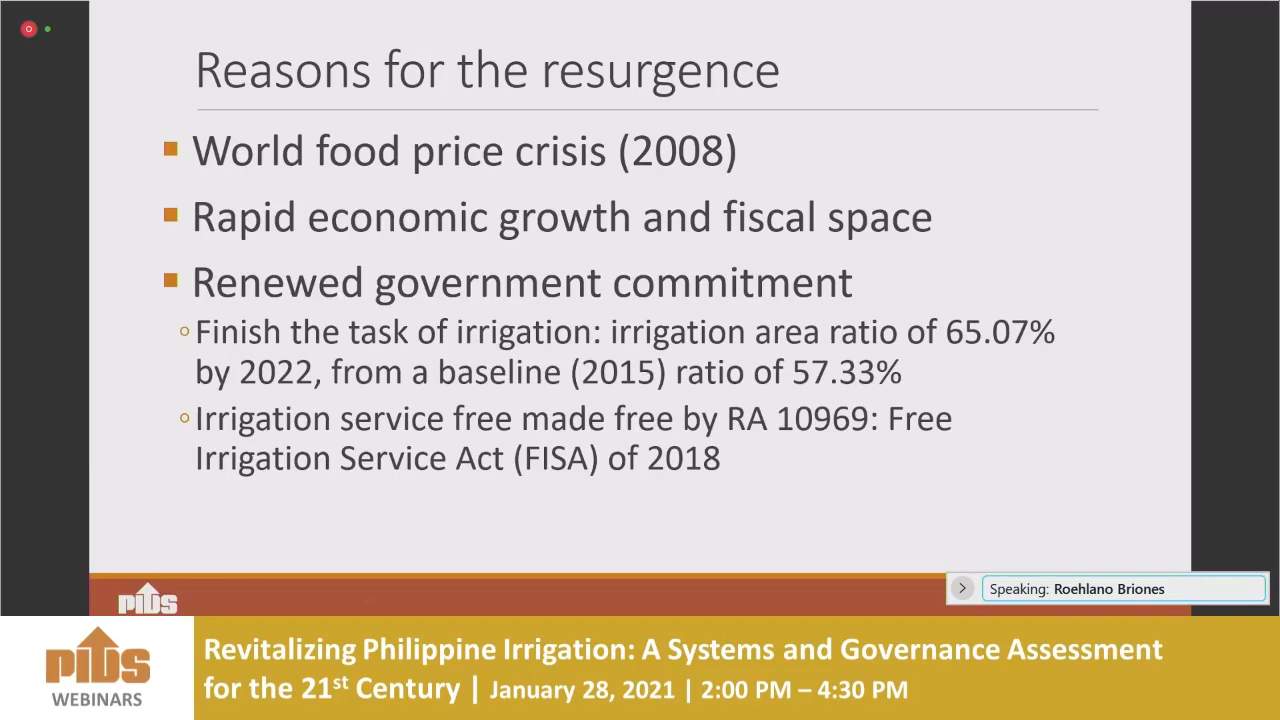 Reasons for the resurgence
World food price crisis (2008)
Rapid economic growth and fiscal space
Renewed government commitment
Finish the task of irrigation: irrigation area ratio of 65.07%
by 2022, from a baseline (2015) ratio of 57.33%
Irrigation service free made free by RA 10969: Free
Irrigation Service Act (FISA) of 2018
PIDS
Speaking: Roehlano Briones
PIDS
WEBINARS
Revitalizing Philippine Irrigation: A Systems and Governance Assessment
for the 21st Century | January 28, 2021 | 2:00 PM – 4:30 PM